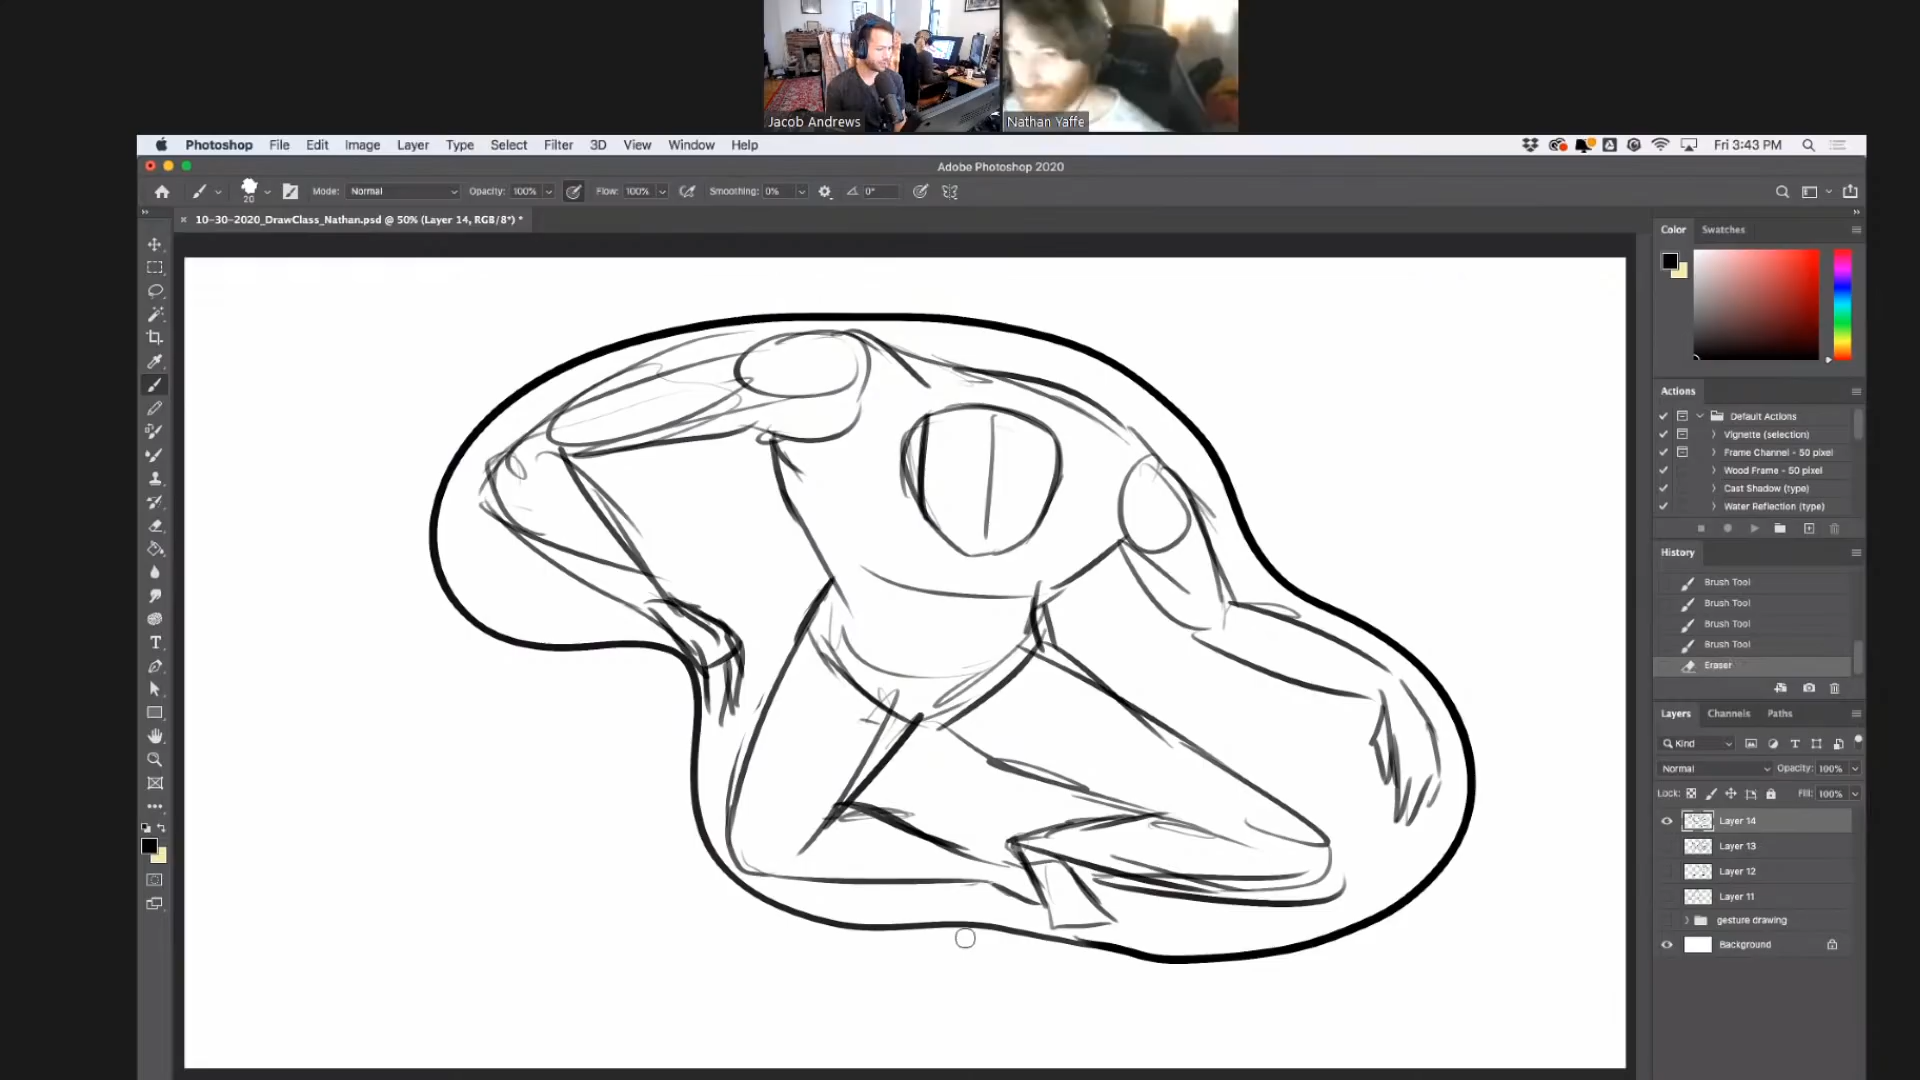 Jacob Andrews
Nathan Yaffe
Photoshop File Edit Image Layer Type Select Filter 3D View Window Help
Fri 3:43 PM
Adobe Photoshop 2020
20
Mode: Normal
Opacity: 100%
Flow: 100%
Smoothing: 0%
0°
× 10-30-2020_DrawClass_Nathan.psd @ 50% (Layer 14, RGB/8*) *
Color Swatches
Actions
Default Actions
Vignette (selection)
Frame Channel - 50 pixel
Wood Frame - 50 pixel
Cast Shadow (type)
Water Reflection (type)
History
Brush Tool
Brush Tool
Brush Tool
Brush Tool
Eraser
Layers Channels Paths
Kind
Normal Opacity: 100%
Lock: Fill: 100%
Layer 14
Layer 13
Layer 12
Layer 11
gesture drawing
Background